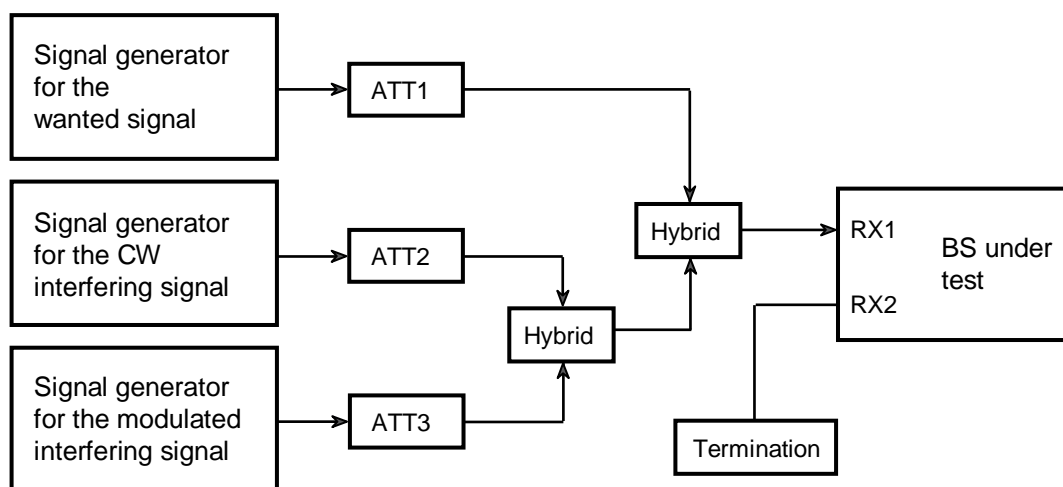 Signal generator
for the
wanted signal
ATT1
Signal generator
for the CW
interfering signal
ATT2
Hybrid
Hybrid
RX1
BS under
test
RX2
Signal generator
for the modulated
interfering signal
ATT3
Termination